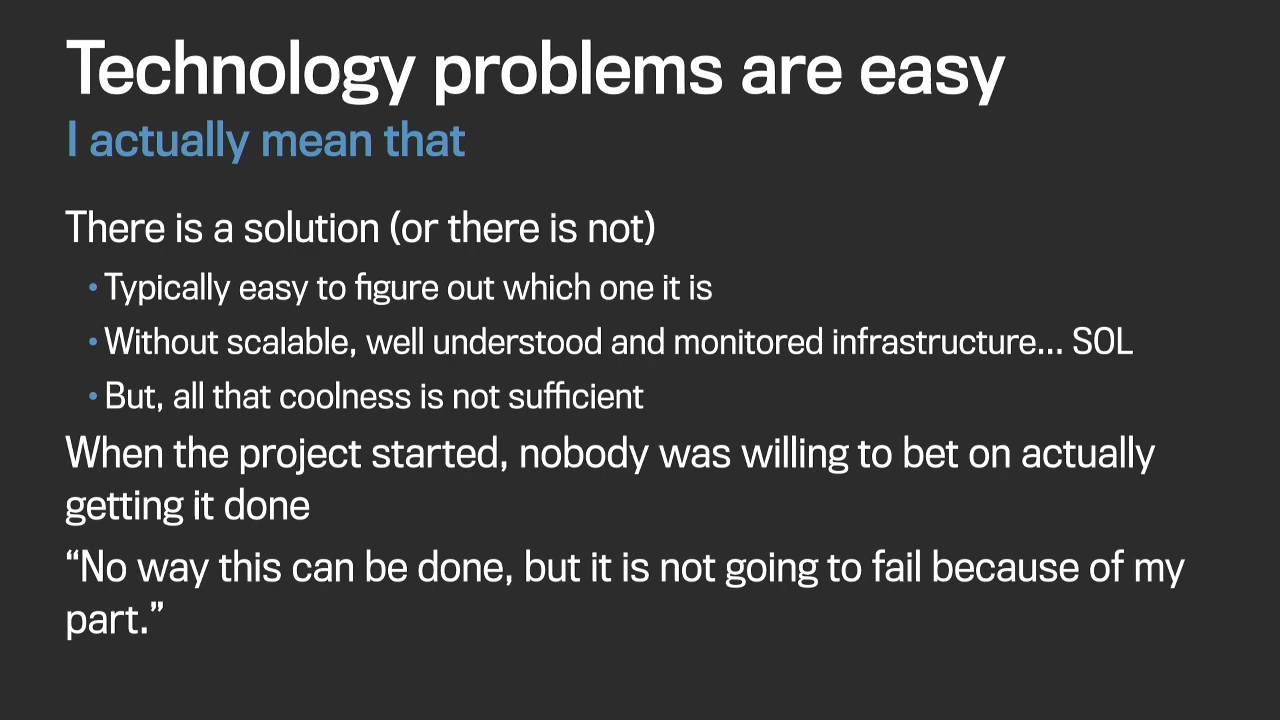 Technology problems are easy
I actually mean that
There is a solution (or there is not)
• Typically easy to figure out which one it is
• Without scalable, well understood and monitored infrastructure... SOL
• But, all that coolness is not sufficient
When the project started, nobody was willing to bet on actually
getting it done
“No way this can be done, but it is not going to fail because of my
part.”